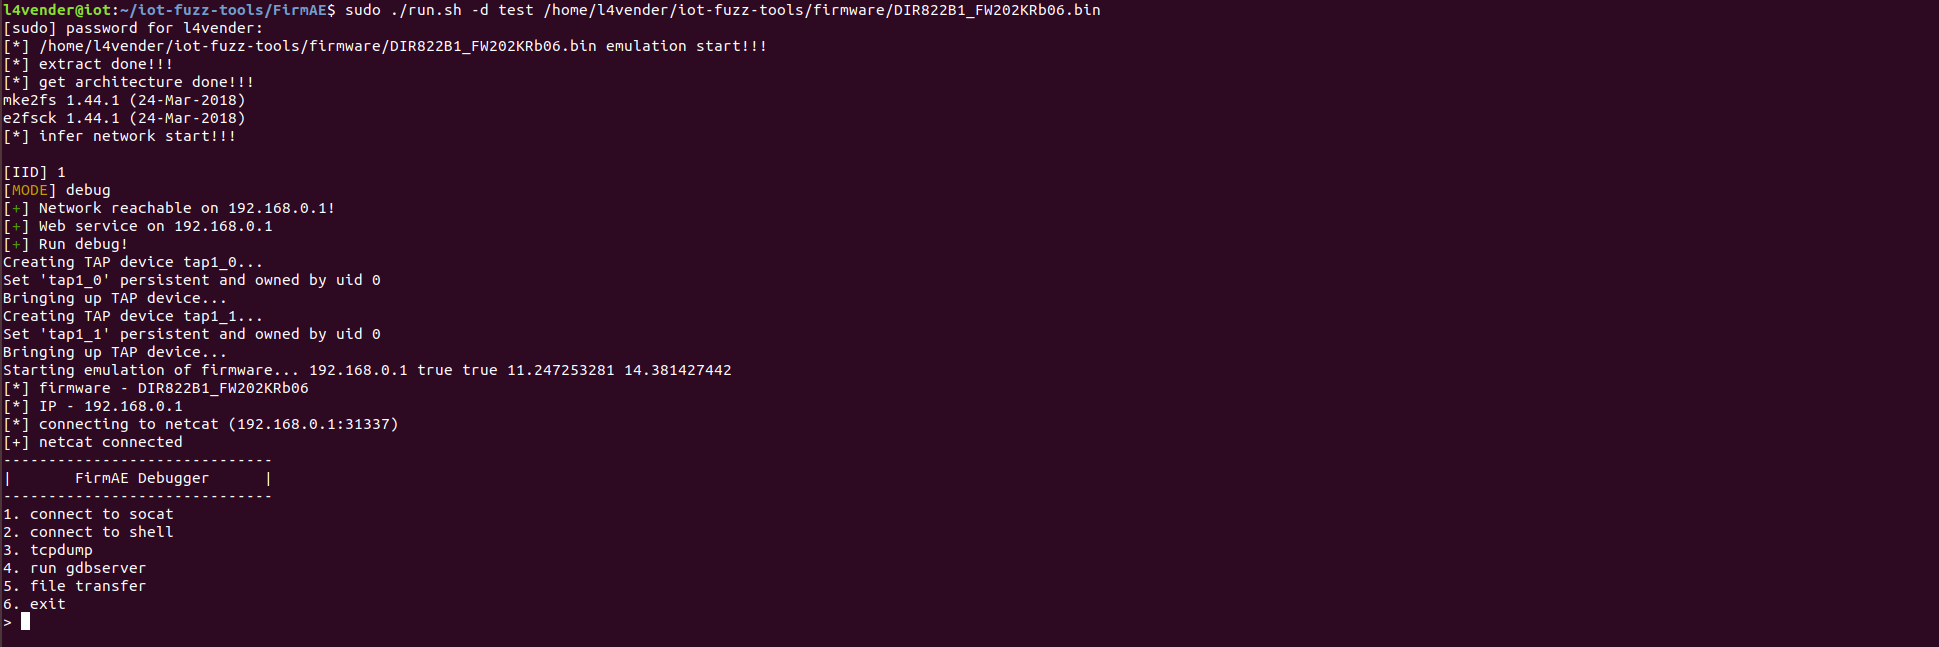 l4vender@iot:~/iot-fuzz-tools/FirmAE$ sudo ./run.sh -d test /home/l4vender/iot-fuzz-tools/firmware/DIR822B1_FW202KRb06.bin
[sudo] password for l4vender:
[*] /home/l4vender/iot-fuzz-tools/firmware/DIR822B1_FW202KRb06.bin emulation start!!!
[*] extract done!!!
[*] get architecture done!!!
mke2fs 1.44.1 (24-Mar-2018)
e2fsck 1.44.1 (24-Mar-2018)
[*] infer network start!!!

[IID] 1
[MODE] debug
[+] Network reachable on 192.168.0.1!
[+] Web service on 192.168.0.1
[+] Run debug!
Creating TAP device tap1_0...
Set 'tap1_0' persistent and owned by uid 0
Bringing up TAP device...
Creating TAP device tap1_1...
Set 'tap1_1' persistent and owned by uid 0
Bringing up TAP device...
Starting emulation of firmware... 192.168.0.1 true true 11.247253281 14.381427442
[*] firmware - DIR822B1_FW202KRb06
[*] IP - 192.168.0.1
[*] connecting to netcat (192.168.0.1:31337)
[+] netcat connected
------------------------------
|       FirmAE Debugger      |
------------------------------
1. connect to socat
2. connect to shell
3. tcpdump
4. run gdbserver
5. file transfer
6. exit
>